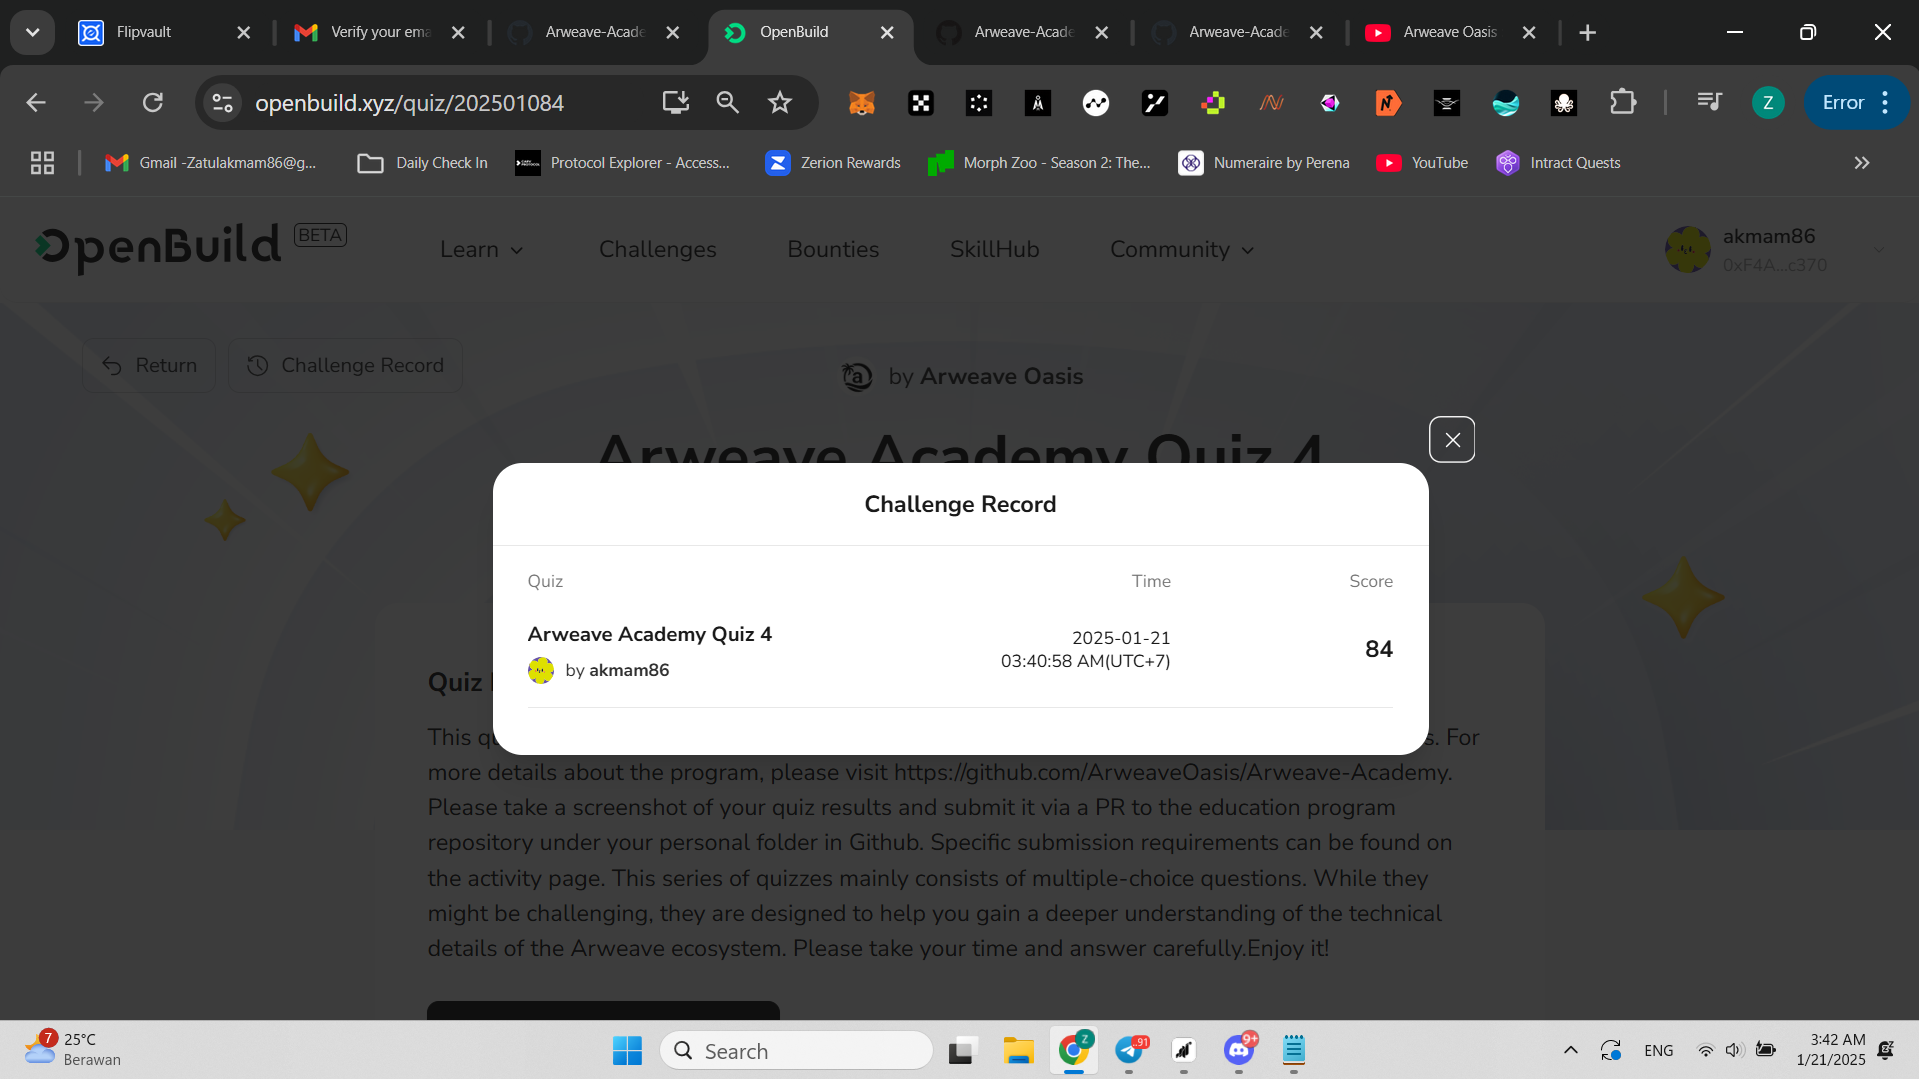 Flipvault
Verify your ema
Arweave-Acade
OpenBuild
Arweave-Acade
Arweave-Acade
Arweave Oasis
openbuild.xyz/quiz/202501084
Z
Error
Gmail -Zatulakmam86@g...
Daily Check In
Protocol Explorer - Access...
Zerion Rewards
Morph Zoo - Season 2: The...
Numeraire by Perena
YouTube
Intract Quests
OpenBuild
BETA
Learn
Challenges
Bounties
SkillHub
Community
akmam86
0xF4A...c370
Return
Challenge Record
by Arweave Oasis
Arweave Academy Quiz 4
Challenge Record
Quiz
Time
Score
Arweave Academy Quiz 4
by akmam86
2025-01-21
03:40:58 AM(UTC+7)
84
Quiz
This s. For
more details about the program, please visit https://github.com/ArweaveOasis/Arweave-Academy.
Please take a screenshot of your quiz results and submit it via a PR to the education program
repository under your personal folder in Github. Specific submission requirements can be found on
the activity page. This series of quizzes mainly consists of multiple-choice questions. While they
might be challenging, they are designed to help you gain a deeper understanding of the technical
details of the Arweave ecosystem. Please take your time and answer carefully.Enjoy it!
7
25°C
Berawan
Search
Z
..91
9+
ENG
3:42 AM
1/21/2025